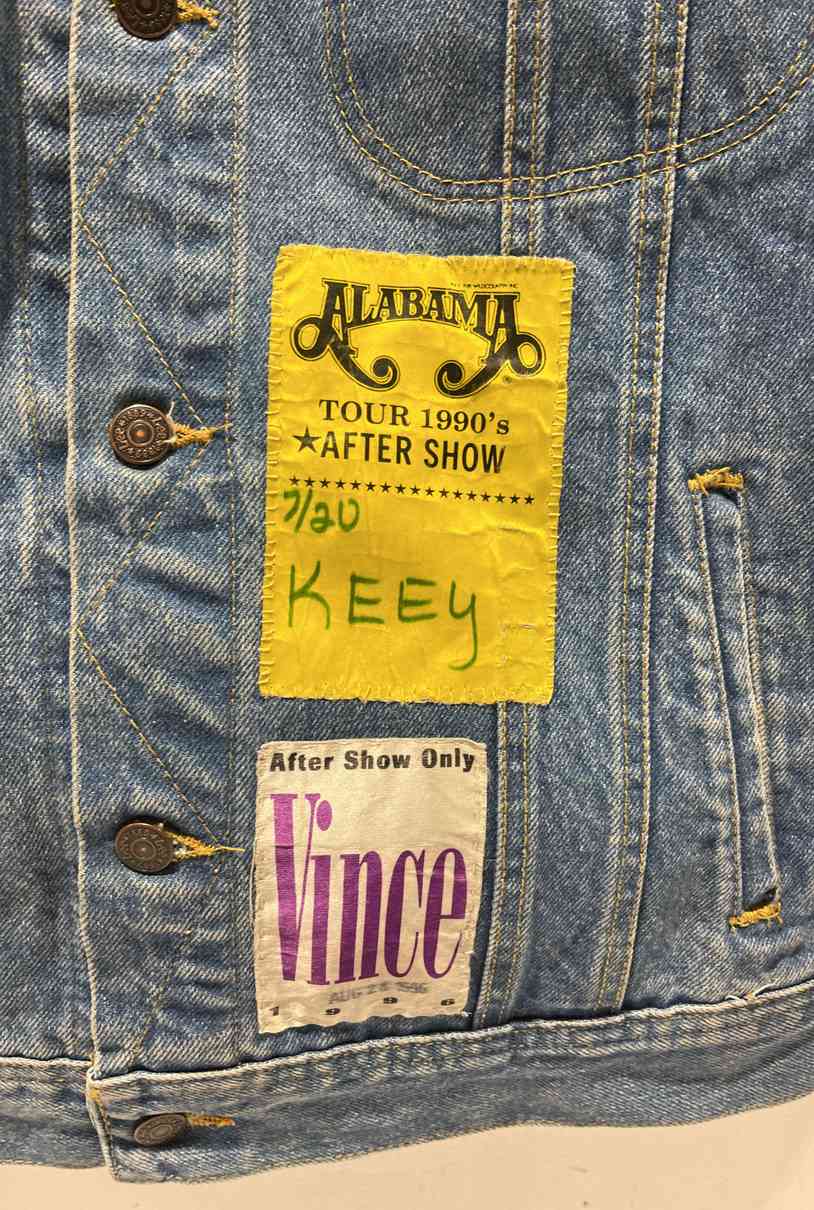 ALABAMA
TOUR 1990's
★AFTER SHOW
7/20
KEEY
After Show Only
Vince
1996